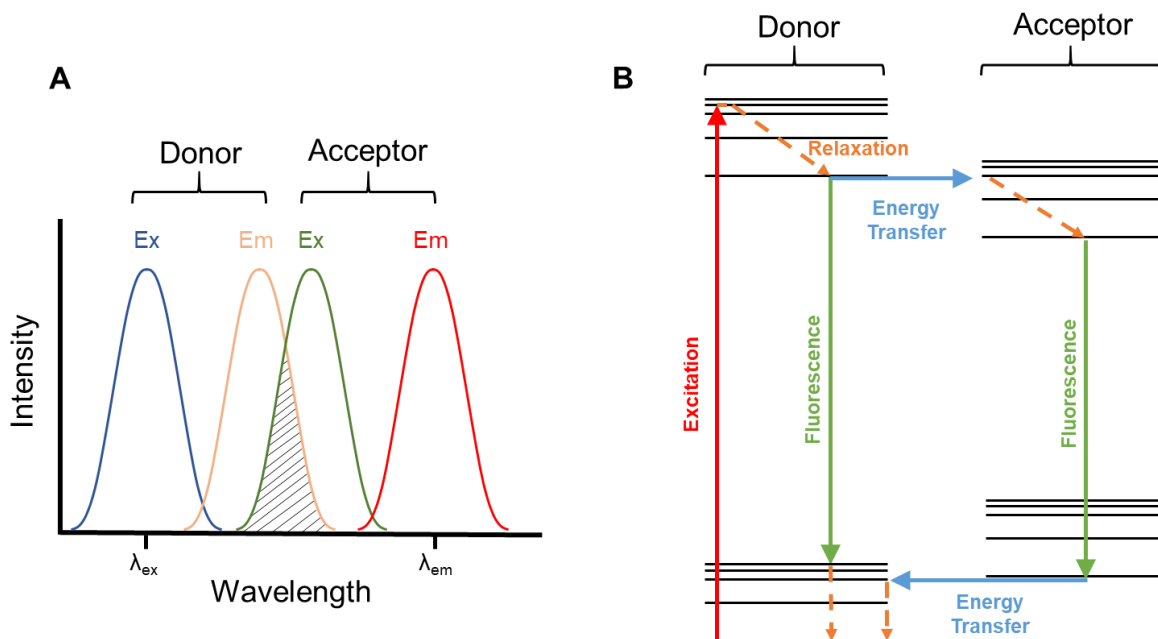 A
Donor
Acceptor
Ex
Em
Ex
Em
Intensity
λex
λem
Wavelength
B
Donor
Acceptor
Relaxation
Energy
Transfer
Excitation
Fluorescence
Fluorescence
Energy
Transfer